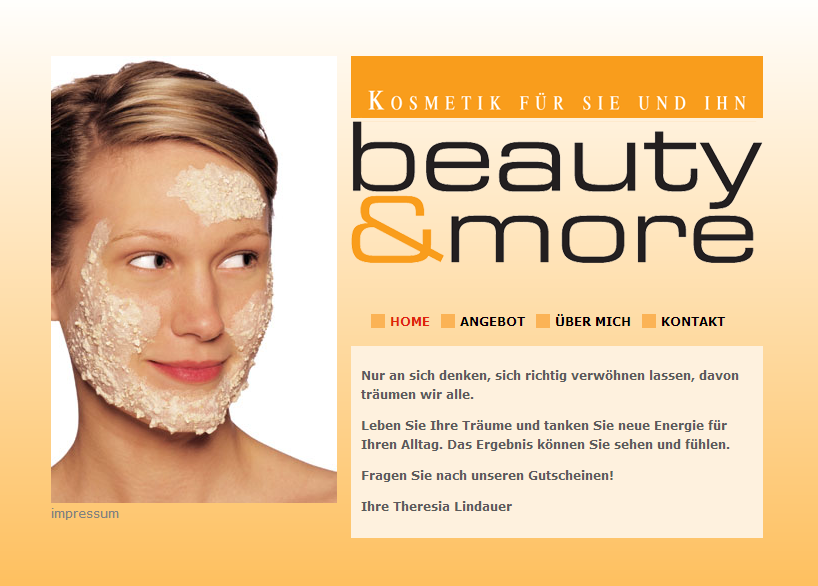 KOSMETIK FÜR SIE UND IHN
beauty
&more
HOME ANGEBOT ÜBER MICH KONTAKT
Nur an sich denken, sich richtig verwöhnen lassen, davon
träumen wir alle.
Leben Sie Ihre Träume und tanken Sie neue Energie für
Ihren Alltag. Das Ergebnis können Sie sehen und fühlen.
Fragen Sie nach unseren Gutscheinen!
Ihre Theresia Lindauer
impressum